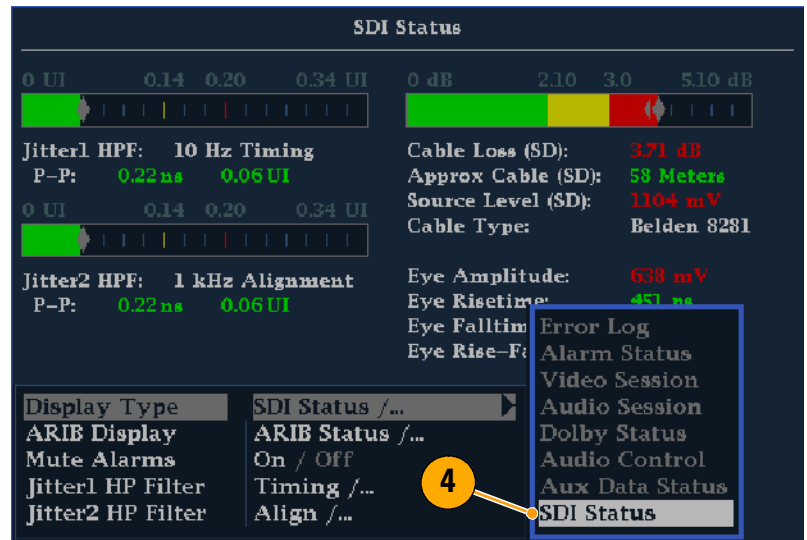 SDI Status
0 UI 0.14 0.20 0.34 UI
Jitter1 HPF: 10 Hz Timing
P-P: 0.22 ns 0.06 UI
0 UI 0.14 0.20 0.34 UI
Jitter2 HPF: 1 kHz Alignment
P-P: 0.22 ns 0.06 UI
0 dB 2.10 3.0 5.10 dB
Cable Loss (SD): 3.71 dB
Approx Cable (SD): 58 Meters
Source Level (SD): 1104 mV
Cable Type: Belden 8281
Eye Amplitude: 638 mV
Eye Risetime: 451 ps
Eye Falltim
Eye Rise-Fa
Display Type SDI Status /...
ARIB Display ARIB Status /...
Mute Alarms On / Off
Jitter1 HP Filter Timing /...
Jitter2 HP Filter Align /...
Error Log
Alarm Status
Video Session
Audio Session
Dolby Status
Audio Control
Aux Data Status
SDI Status
4